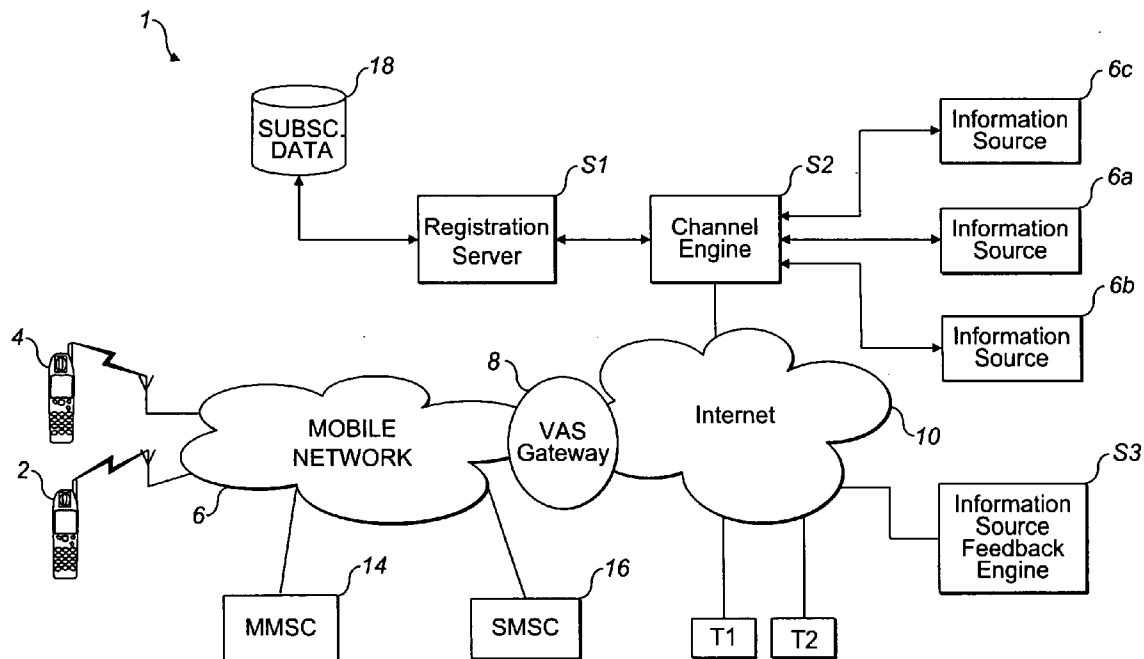 1
18
SUBSC.
DATA
S1
Registration
Server
S2
Channel
Engine
6c
Information
Source
6a
Information
Source
6b
Information
Source
4
2
MOBILE
NETWORK
6
8
VAS
Gateway
Internet
10
S3
Information
Source
Feedback
Engine
14
MMSC
16
SMSC
T1
T2